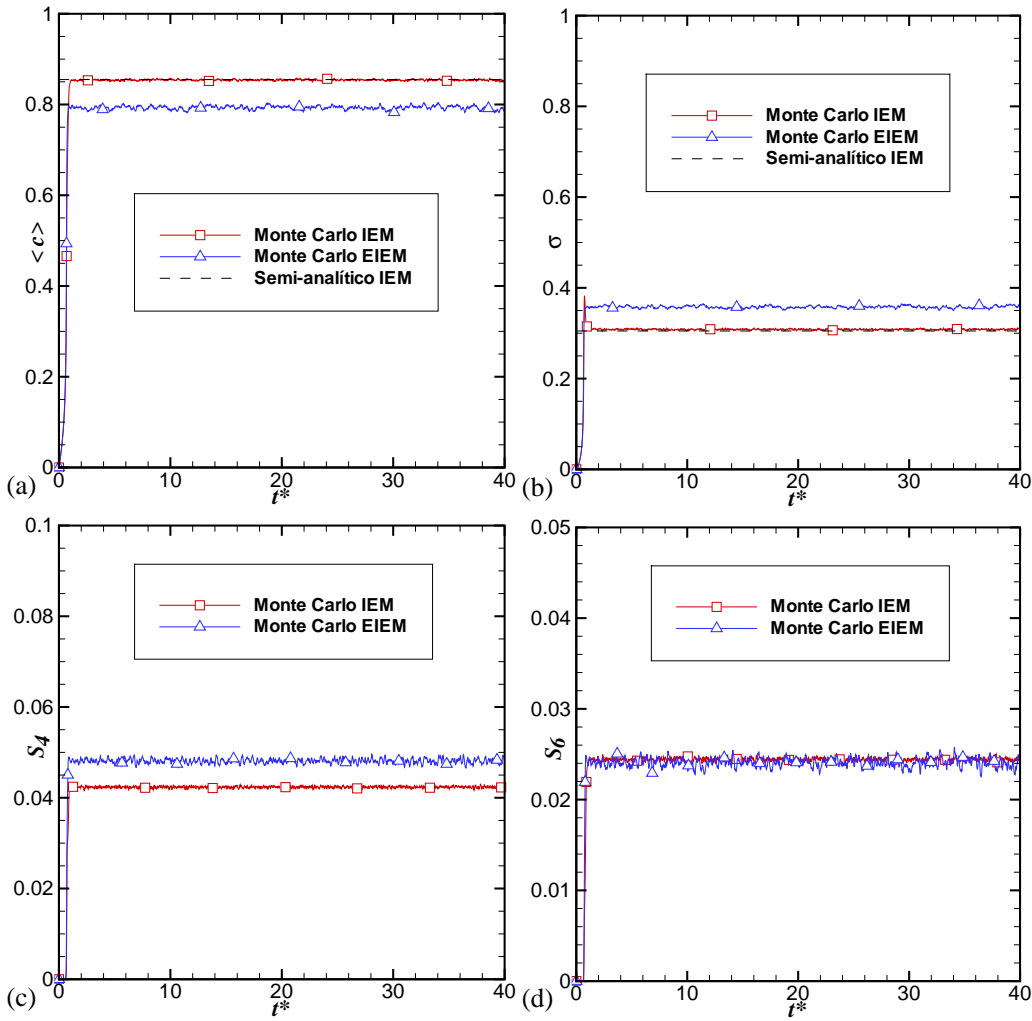 1
0.8
0.6
0.4
0.2
0
<c>
Monte Carlo IEM
Monte Carlo EIEM
Semi-analítico IEM
0 10 20 30 40
(a) t*
1
0.8
0.6
0.4
0.2
0
σ
Monte Carlo IEM
Monte Carlo EIEM
Semi-analítico IEM
0 10 20 30 40
(b) t*
0.1
0.08
0.06
0.04
0.02
0
S4
Monte Carlo IEM
Monte Carlo EIEM
0 10 20 30 40
(c) t*
0.05
0.04
0.03
0.02
0.01
0
S6
Monte Carlo IEM
Monte Carlo EIEM
0 10 20 30 40
(d) t*